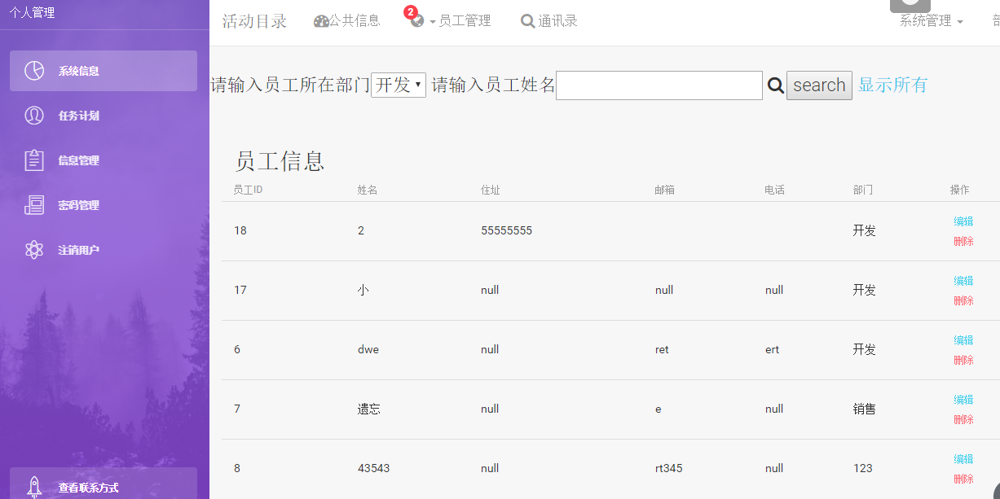 个人管理
系统信息
任务计划
信息管理
密码管理
注销用户
查看联系方式
活动目录 公共信息 2 员工管理 通讯录 系统管理 部
请输入员工所在部门 开发 请输入员工姓名 search 显示所有
员工信息
员工ID 姓名 住址 邮箱 电话 部门 操作
18 2 55555555 开发 编辑 删除
17 小 null null null 开发 编辑 删除
6 dwe null ret ert 开发 编辑 删除
7 遗忘 null e null 销售 编辑 删除
8 43543 null rt345 null 123 编辑 删除